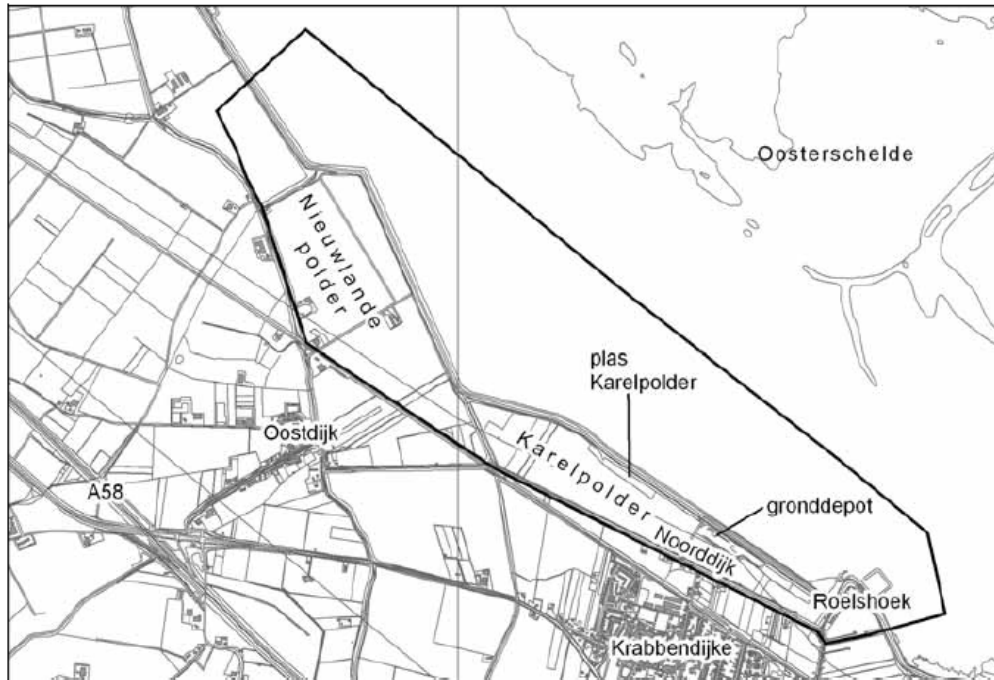 Oosterschelde
Nieuwlande
polder
plas
Karelpolder
Oostdijk
Karelpolder
Noorddijk
A58
gronddepot
Roelshoek
Krabbendijke